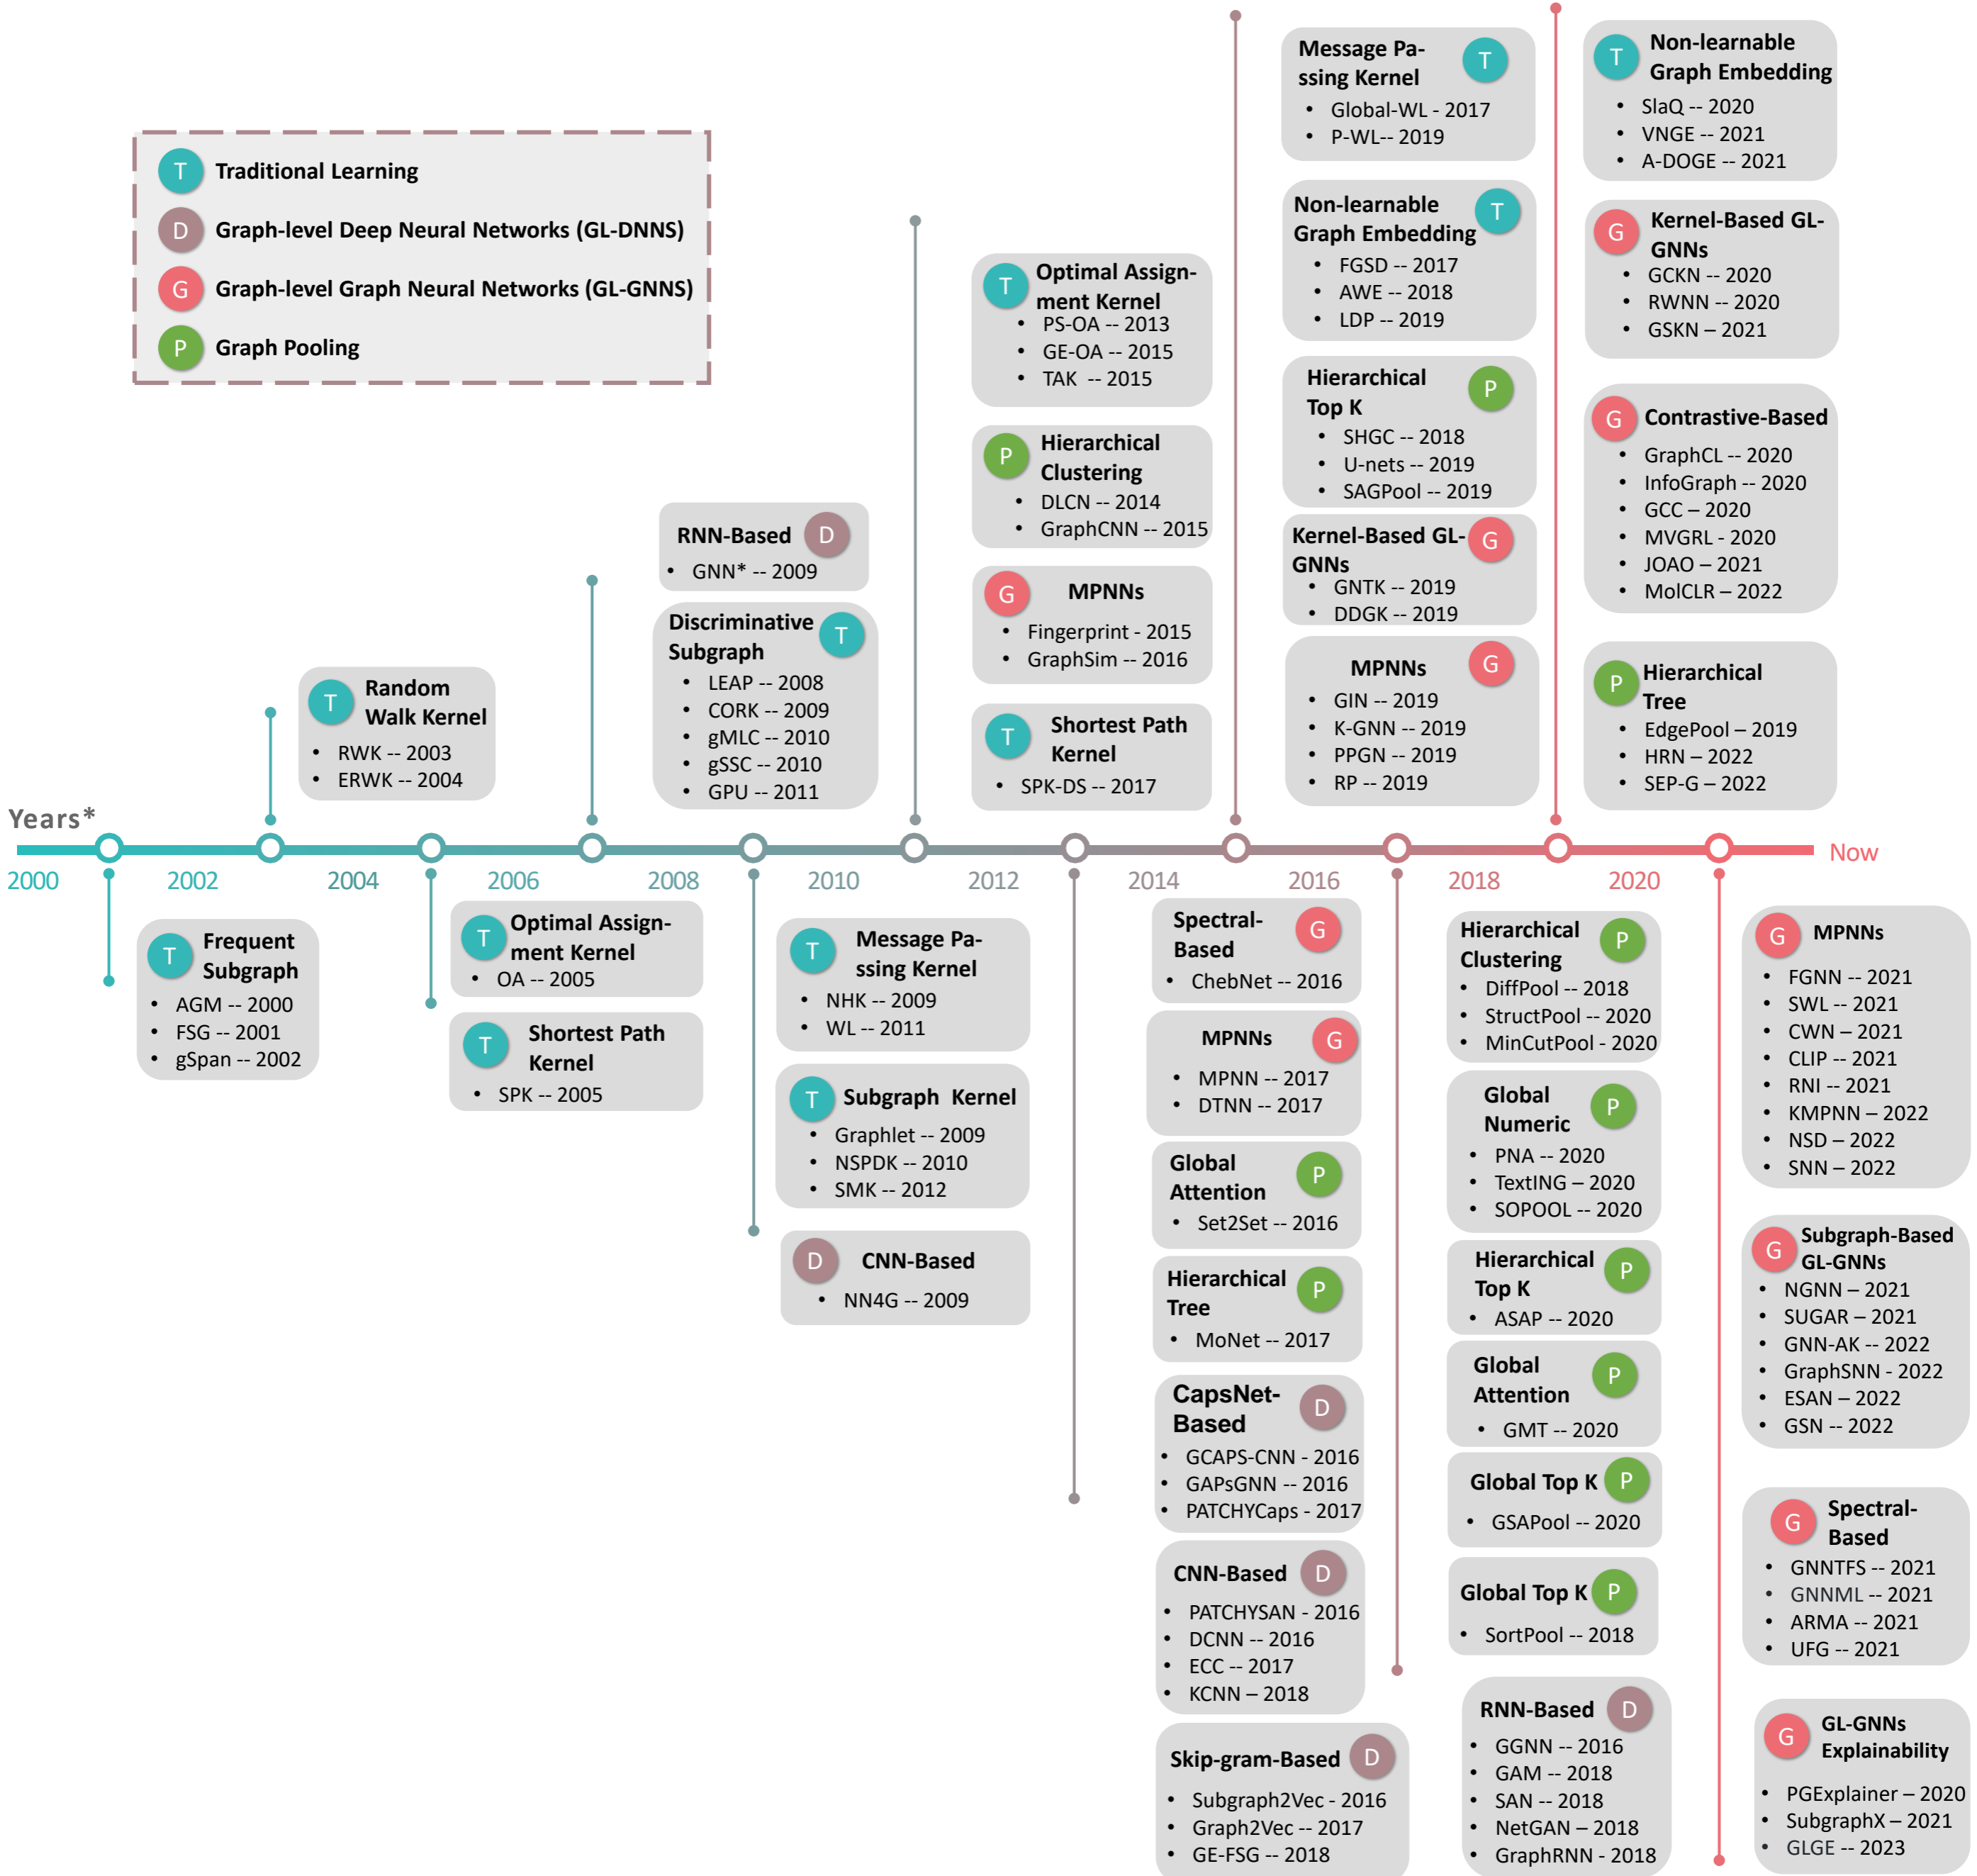 T Traditional Learning
D Graph-level Deep Neural Networks (GL-DNNS)
G Graph-level Graph Neural Networks (GL-GNNS)
P Graph Pooling
T Random
Walk Kernel
• RWK -- 2003
• ERWK -- 2004
RNN-Based D
• GNN* -- 2009
Discriminative
Subgraph T
• LEAP -- 2008
• CORK -- 2009
• gMLC -- 2010
• gSSC -- 2010
• GPU -- 2011
T Optimal Assign-
ment Kernel
• PS-OA -- 2013
• GE-OA -- 2015
• TAK -- 2015
P Hierarchical
Clustering
• DLCN -- 2014
• GraphCNN -- 2015
G MPNNs
• Fingerprint - 2015
• GraphSim -- 2016
T Shortest Path
Kernel
• SPK-DS -- 2017
Message Pa-
ssing Kernel T
• Global-WL - 2017
• P-WL-- 2019
Non-learnable
Graph Embedding T
• FGSD -- 2017
• AWE -- 2018
• LDP -- 2019
Hierarchical
Top K P
• SHGC -- 2018
• U-nets -- 2019
• SAGPool -- 2019
Kernel-Based GL-
GNNs G
• GNTK -- 2019
• DDGK -- 2019
MPNNs G
• GIN -- 2019
• K-GNN -- 2019
• PPGN -- 2019
• RP -- 2019
T Non-learnable
Graph Embedding
• SlaQ -- 2020
• VNGE -- 2021
• A-DOGE -- 2021
G Kernel-Based GL-
GNNs
• GCKN -- 2020
• RWNN -- 2020
• GSKN – 2021
G Contrastive-Based
• GraphCL -- 2020
• InfoGraph -- 2020
• GCC – 2020
• MVGRL - 2020
• JOAO – 2021
• MolCLR – 2022
P Hierarchical
Tree
• EdgePool – 2019
• HRN – 2022
• SEP-G – 2022
Years*
Now
2000 2002 2004 2006 2008 2010 2012 2014 2016 2018 2020
T Frequent
Subgraph
• AGM -- 2000
• FSG -- 2001
• gSpan -- 2002
T Optimal Assign-
ment Kernel
• OA -- 2005
T Shortest Path
Kernel
• SPK -- 2005
T Message Pa-
ssing Kernel
• NHK -- 2009
• WL -- 2011
T Subgraph Kernel
• Graphlet -- 2009
• NSPDK -- 2010
• SMK -- 2012
D CNN-Based
• NN4G -- 2009
Spectral-
Based G
• ChebNet -- 2016
MPNNs G
• MPNN -- 2017
• DTNN -- 2017
Global
Attention P
• Set2Set -- 2016
Hierarchical
Tree P
• MoNet -- 2017
CapsNet-
Based D
• GCAPS-CNN - 2016
• GAPsGNN -- 2016
• PATCHYCaps - 2017
CNN-Based D
• PATCHYSAN - 2016
• DCNN -- 2016
• ECC -- 2017
• KCNN – 2018
Skip-gram-Based D
• Subgraph2Vec - 2016
• Graph2Vec -- 2017
• GE-FSG -- 2018
Hierarchical
Clustering P
• DiffPool -- 2018
• StructPool -- 2020
• MinCutPool - 2020
Global
Numeric P
• PNA -- 2020
• TextING -- 2020
• SOPOOL -- 2020
Hierarchical
Top K P
• ASAP -- 2020
Global
Attention P
• GMT -- 2020
Global Top K P
• GSAPool -- 2020
Global Top K P
• SortPool -- 2018
RNN-Based D
• GGNN -- 2016
• GAM -- 2018
• SAN -- 2018
• NetGAN – 2018
• GraphRNN - 2018
G MPNNs
• FGNN -- 2021
• SWL -- 2021
• CWN -- 2021
• CLIP -- 2021
• RNI -- 2021
• KMPNN – 2022
• NSD – 2022
• SNN – 2022
G Subgraph-Based
GL-GNNs
• NGNN – 2021
• SUGAR – 2021
• GNN-AK – 2022
• GraphSNN - 2022
• ESAN – 2022
• GSN -- 2022
G Spectral-
Based
• GNNTFS -- 2021
• GNNML -- 2021
• ARMA -- 2021
• UFG -- 2021
G GL-GNNs
Explainability
• PGExplainer – 2020
• SubgraphX – 2021
• GLGE -- 2023